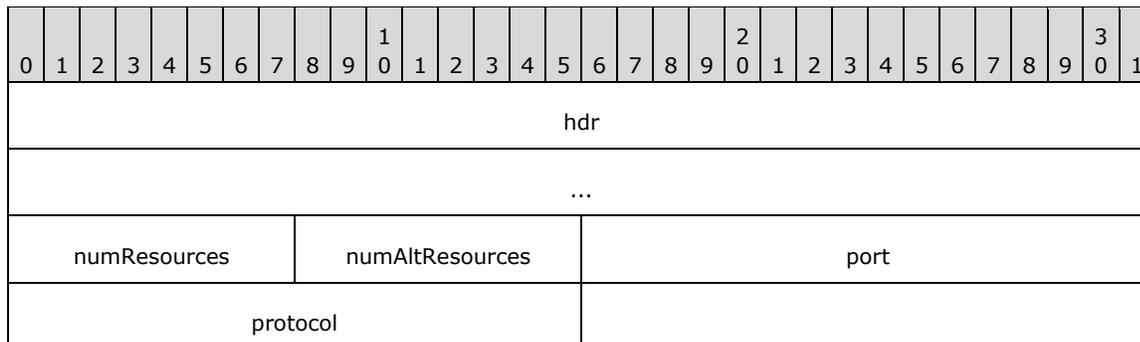 1 2 3
0 1 2 3 4 5 6 7 8 9 0 1 2 3 4 5 6 7 8 9 0 1 2 3 4 5 6 7 8 9 0 1
hdr
...
numResources numAltResources port
protocol